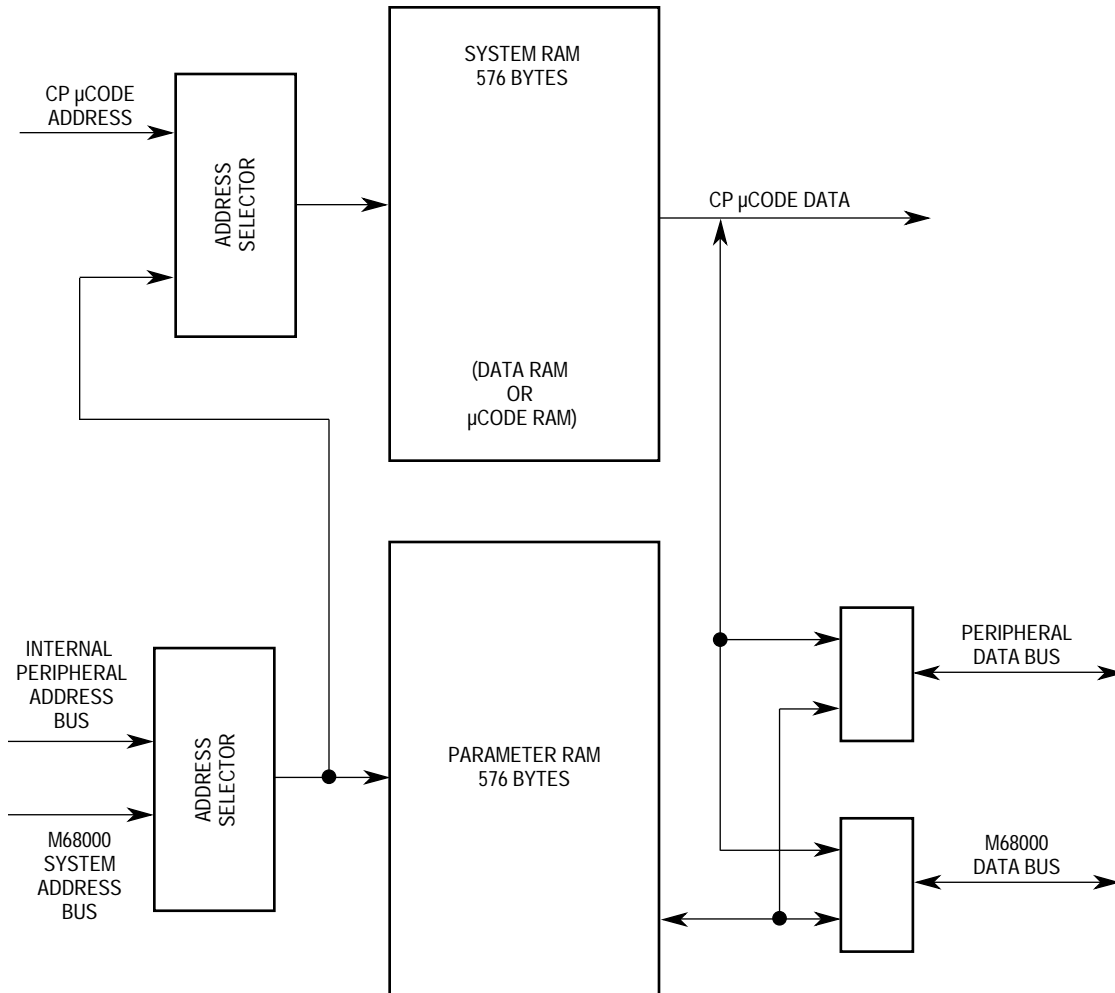 SYSTEM RAM
576 BYTES
CP µCODE
ADDRESS
ADDRESS
SELECTOR
CP µCODE DATA
(DATA RAM
OR
µCODE RAM)
INTERNAL
PERIPHERAL
ADDRESS
BUS
ADDRESS
SELECTOR
PARAMETER RAM
576 BYTES
PERIPHERAL
DATA BUS
M68000
SYSTEM
ADDRESS
BUS
M68000
DATA BUS